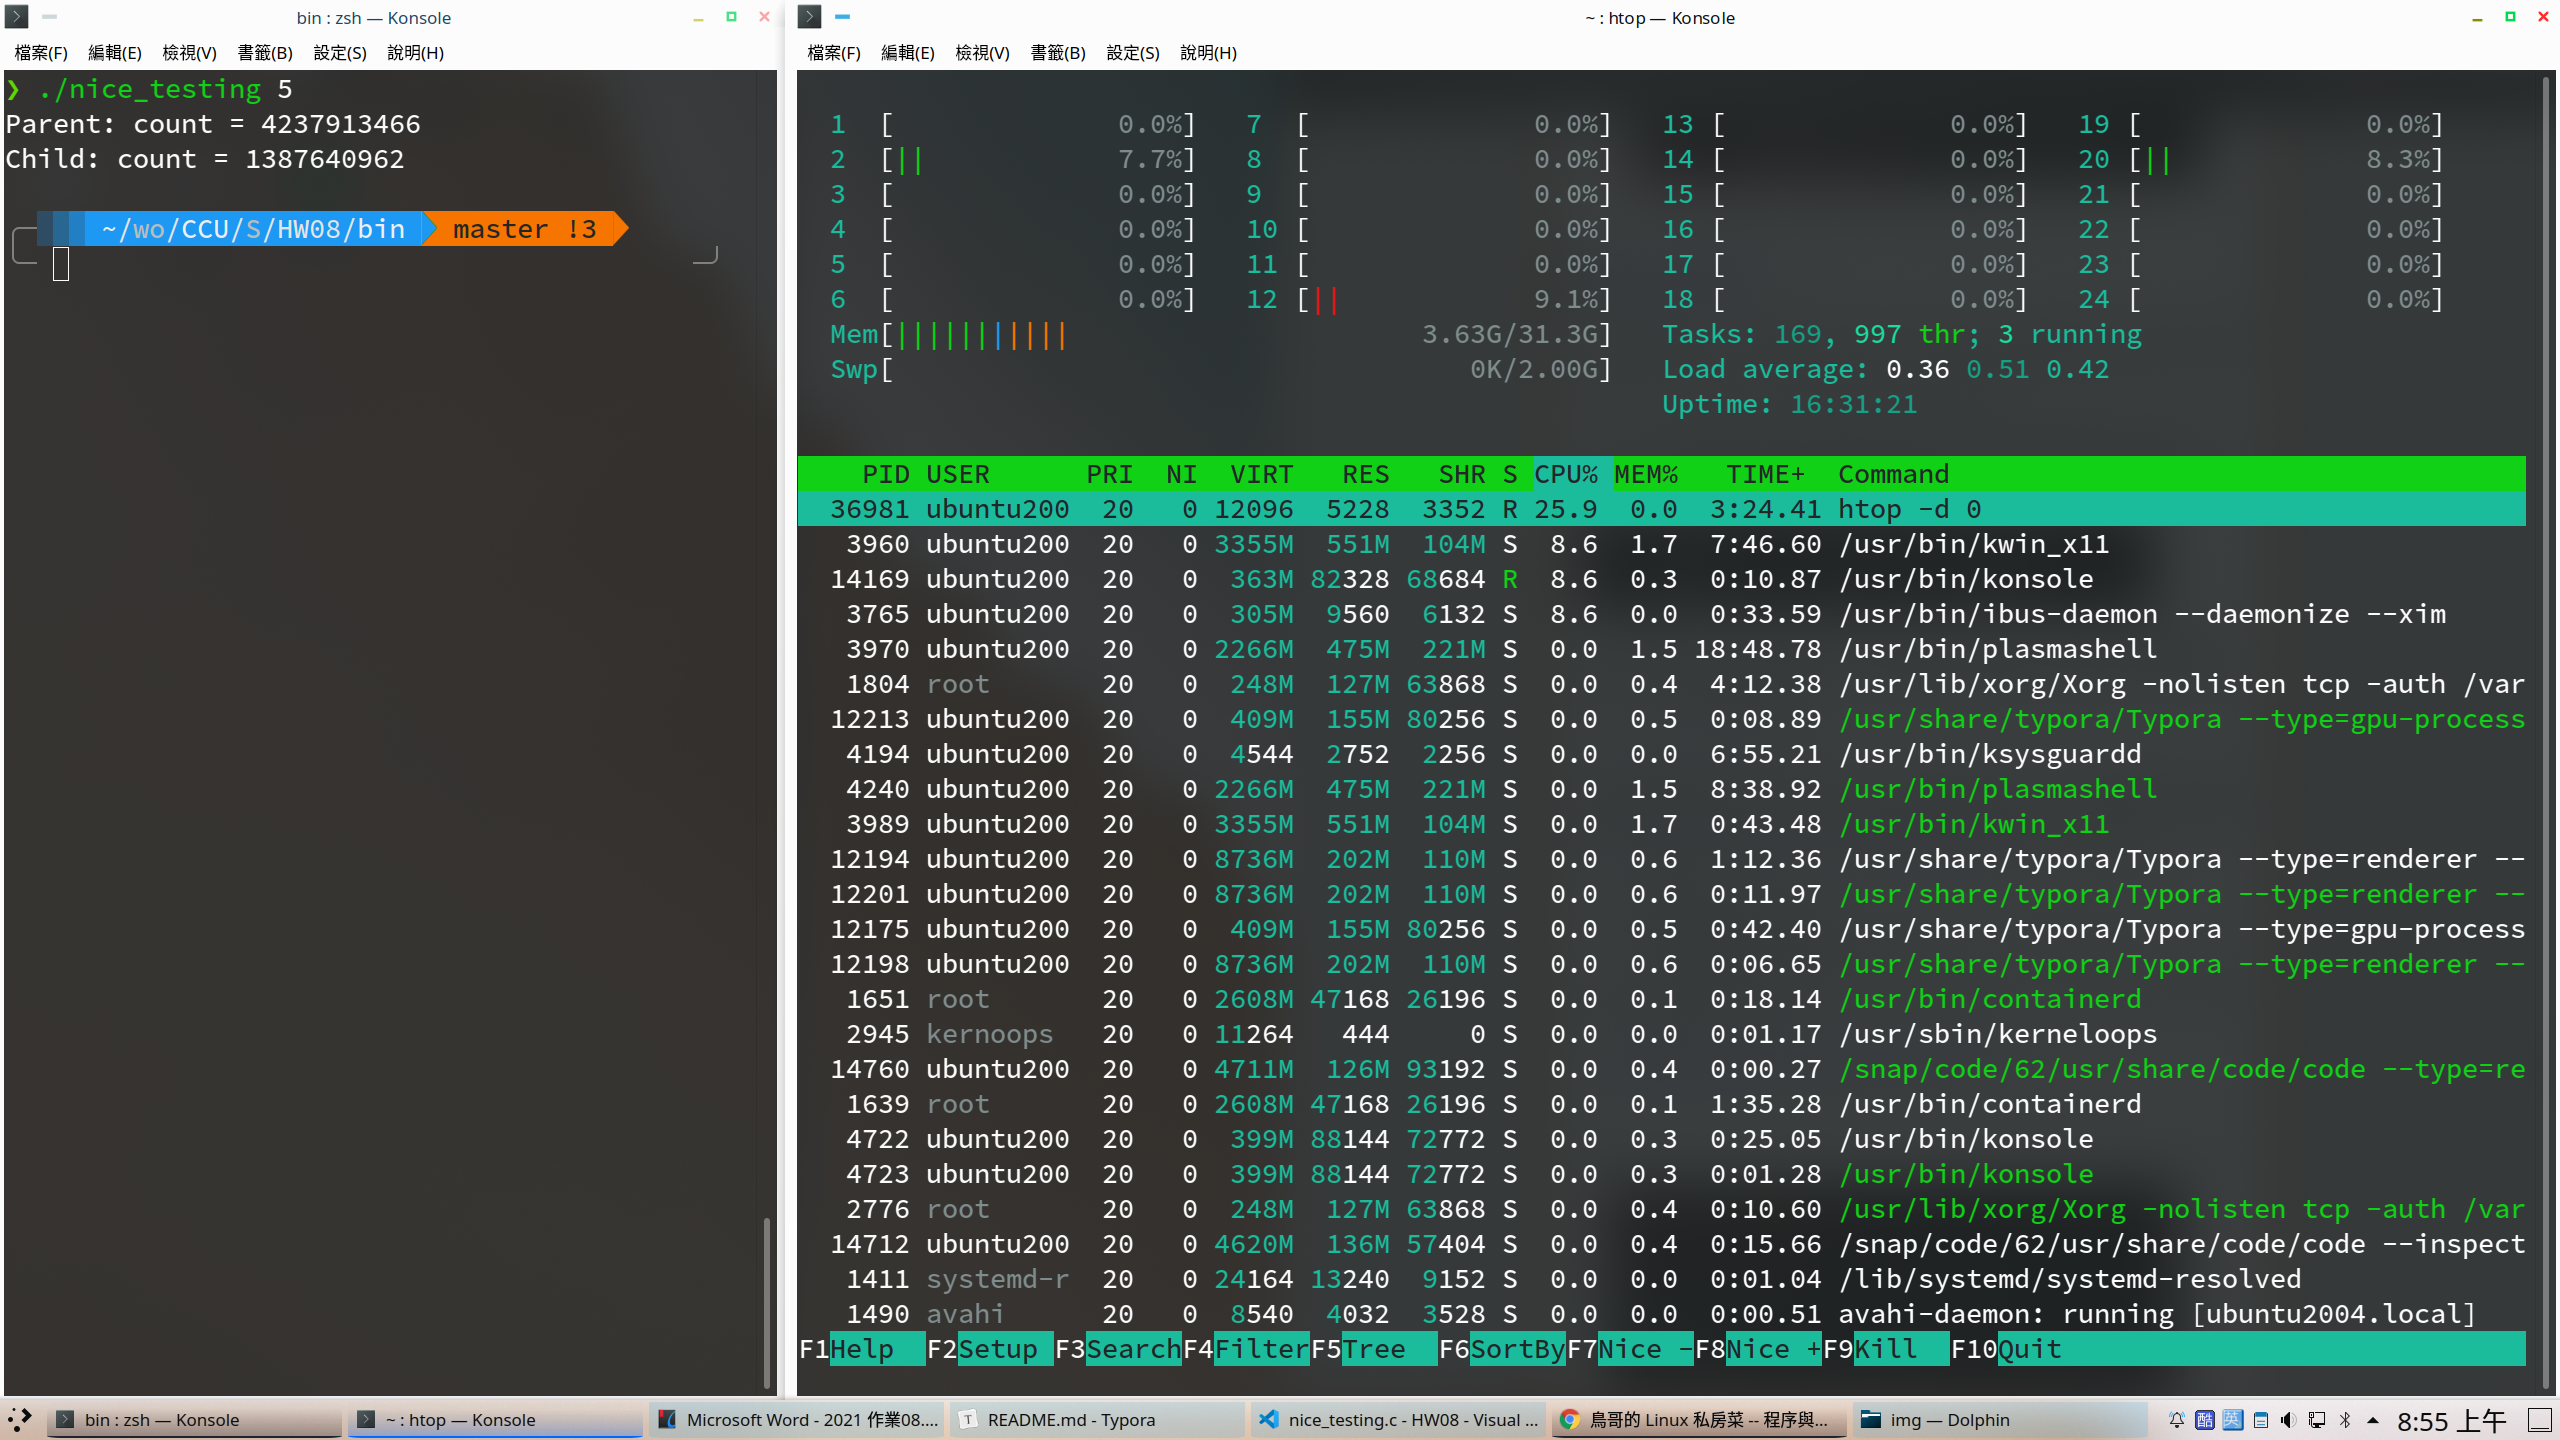 bin : zsh — Konsole
檔案(F) 編輯(E) 檢視(V) 書籤(B) 設定(S) 說明(H)
❯ ./nice_testing 5
Parent: count = 4237913466
Child: count = 1387640962
~/wo/CCU/S/HW08/bin master !3
~ : htop — Konsole
檔案(F) 編輯(E) 檢視(V) 書籤(B) 設定(S) 說明(H)
1 [ 0.0%] 7 [ 0.0%] 13 [ 0.0%] 19 [ 0.0%]
2 [|| 7.7%] 8 [ 0.0%] 14 [ 0.0%] 20 [|| 8.3%]
3 [ 0.0%] 9 [ 0.0%] 15 [ 0.0%] 21 [ 0.0%]
4 [ 0.0%] 10 [ 0.0%] 16 [ 0.0%] 22 [ 0.0%]
5 [ 0.0%] 11 [ 0.0%] 17 [ 0.0%] 23 [ 0.0%]
6 [ 0.0%] 12 [|| 9.1%] 18 [ 0.0%] 24 [ 0.0%]
Mem[||||||||||| 3.63G/31.3G] Tasks: 169, 997 thr; 3 running
Swp[ 0K/2.00G] Load average: 0.36 0.51 0.42
Uptime: 16:31:21
PID USER PRI NI VIRT RES SHR S CPU% MEM% TIME+ Command
36981 ubuntu200 20 0 12096 5228 3352 R 25.9 0.0 3:24.41 htop -d 0
3960 ubuntu200 20 0 3355M 551M 104M S 8.6 1.7 7:46.60 /usr/bin/kwin_x11
14169 ubuntu200 20 0 363M 82328 68684 R 8.6 0.3 0:10.87 /usr/bin/konsole
3765 ubuntu200 20 0 305M 9560 6132 S 8.6 0.0 0:33.59 /usr/bin/ibus-daemon --daemonize --xim
3970 ubuntu200 20 0 2266M 475M 221M S 0.0 1.5 18:48.78 /usr/bin/plasmashell
1804 root 20 0 248M 127M 63868 S 0.0 0.4 4:12.38 /usr/lib/xorg/Xorg -nolisten tcp -auth /var
12213 ubuntu200 20 0 409M 155M 80256 S 0.0 0.5 0:08.89 /usr/share/typora/Typora --type=gpu-process
4194 ubuntu200 20 0 4544 2752 2256 S 0.0 0.0 6:55.21 /usr/bin/ksysguardd
4240 ubuntu200 20 0 2266M 475M 221M S 0.0 1.5 8:38.92 /usr/bin/plasmashell
3989 ubuntu200 20 0 3355M 551M 104M S 0.0 1.7 0:43.48 /usr/bin/kwin_x11
12194 ubuntu200 20 0 8736M 202M 110M S 0.0 0.6 1:12.36 /usr/share/typora/Typora --type=renderer --
12201 ubuntu200 20 0 8736M 202M 110M S 0.0 0.6 0:11.97 /usr/share/typora/Typora --type=renderer --
12175 ubuntu200 20 0 409M 155M 80256 S 0.0 0.5 0:42.40 /usr/share/typora/Typora --type=gpu-process
12198 ubuntu200 20 0 8736M 202M 110M S 0.0 0.6 0:06.65 /usr/share/typora/Typora --type=renderer --
1651 root 20 0 2608M 47168 26196 S 0.0 0.1 0:18.14 /usr/bin/containerd
2945 kernoops 20 0 11264 444 0 S 0.0 0.0 0:01.17 /usr/sbin/kerneloops
14760 ubuntu200 20 0 4711M 126M 93192 S 0.0 0.4 0:00.27 /snap/code/62/usr/share/code/code --type=re
1639 root 20 0 2608M 47168 26196 S 0.0 0.1 1:35.28 /usr/bin/containerd
4722 ubuntu200 20 0 399M 88144 72772 S 0.0 0.3 0:25.05 /usr/bin/konsole
4723 ubuntu200 20 0 399M 88144 72772 S 0.0 0.3 0:01.28 /usr/bin/konsole
2776 root 20 0 248M 127M 63868 S 0.0 0.4 0:10.60 /usr/lib/xorg/Xorg -nolisten tcp -auth /var
14712 ubuntu200 20 0 4620M 136M 57404 S 0.0 0.4 0:15.66 /snap/code/62/usr/share/code/code --inspect
1411 systemd-r 20 0 24164 13240 9152 S 0.0 0.0 0:01.04 /lib/systemd/systemd-resolved
1490 avahi 20 0 8540 4032 3528 S 0.0 0.0 0:00.51 avahi-daemon: running [ubuntu2004.local]
F1Help F2Setup F3SearchF4FilterF5Tree F6SortByF7Nice -F8Nice +F9Kill F10Quit
bin : zsh — Konsole ~ : htop — Konsole Microsoft Word - 2021 作業08.... README.md - Typora nice_testing.c - HW08 - Visual ... 鳥哥的 Linux 私房菜 -- 程序與... img — Dolphin 酷 英 8:55 上午